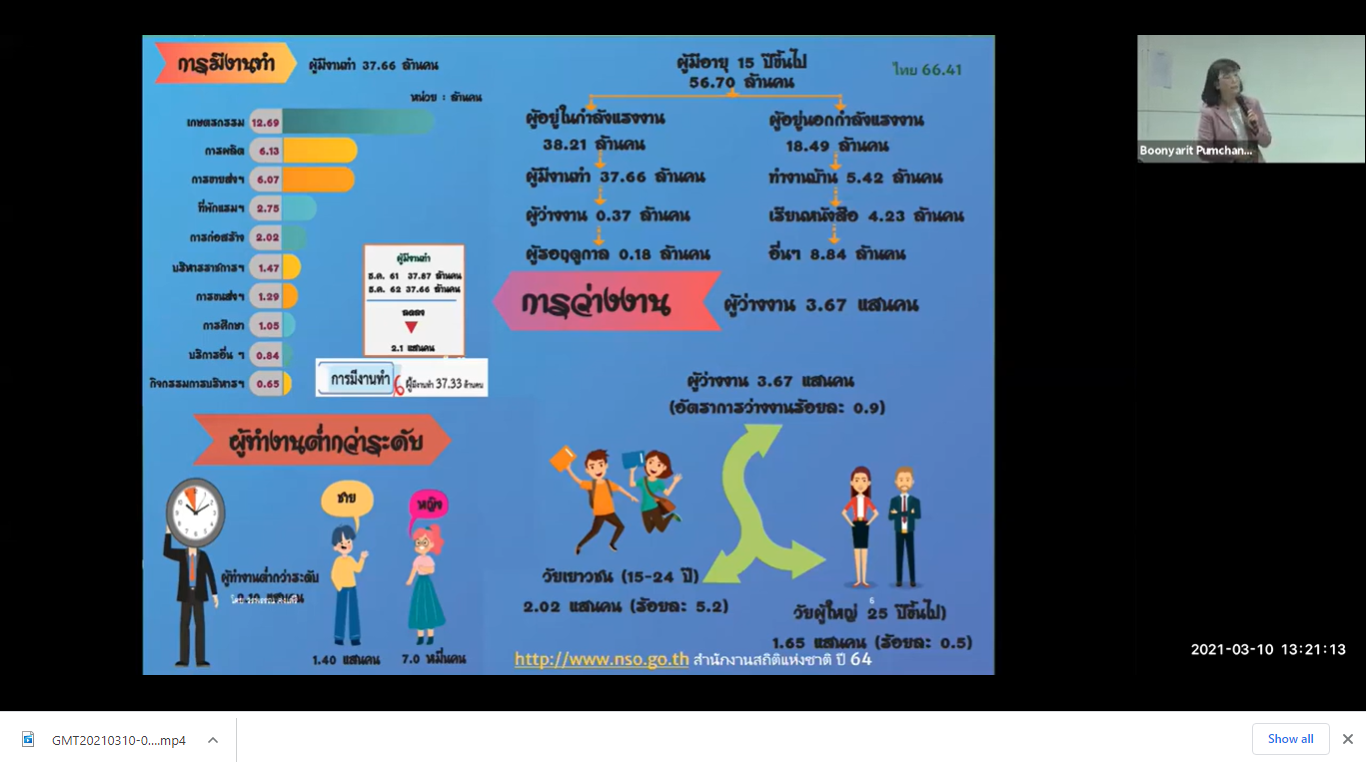 การมีงานทำ
ผู้มีงานทำ 37.66 ล้านคน
หน่วย : ล้านคน
เกษตรกรรม 12.69
การผลิต 6.13
การขายส่งฯ 6.07
ที่พักแรมฯ 2.75
การก่อสร้าง 2.02
บริหารราชการฯ 1.47
การขนส่งฯ 1.29
การศึกษา 1.05
บริการอื่น ๆ 0.84
กิจกรรมการบริหารฯ 0.65
ผู้มีงานทำ
ธ.ค. 61 37.87 ล้านคน
ธ.ค. 62 37.66 ล้านคน
ลดลง
2.1 แสนคน
การมีงานทำ
6
ผู้มีงานทำ 37.33 ล้านคน
ผู้ทำงานต่ำกว่าระดับ
ชาย
หญิง
ผู้ทำงานต่ำกว่าระดับ
แสนคน
1.40 แสนคน
7.0 หมื่นคน
ผู้มีอายุ 15 ปีขึ้นไป
56.70 ล้านคน
ไทย 66.41
ผู้อยู่ในกำลังแรงงาน
38.21 ล้านคน
ผู้มีงานทำ 37.66 ล้านคน
ผู้ว่างงาน 0.37 ล้านคน
ผู้รอฤดูกาล 0.18 ล้านคน
ผู้อยู่นอกกำลังแรงงาน
18.49 ล้านคน
ทำงานบ้าน 5.42 ล้านคน
เรียนหนังสือ 4.23 ล้านคน
อื่นๆ 8.84 ล้านคน
การว่างงาน
ผู้ว่างงาน 3.67 แสนคน
ผู้ว่างงาน 3.67 แสนคน
(อัตราการว่างงานร้อยละ 0.9)
วัยเยาวชน (15-24 ปี)
2.02 แสนคน (ร้อยละ 5.2)
6
วัยผู้ใหญ่ 25 ปีขึ้นไป)
1.65 แสนคน (ร้อยละ 0.5)
http://www.nso.go.th สำนักงานสถิติแห่งชาติ ปี 64
Boonyarit Pumchan...
2021-03-10 13:21:13
GMT20210310-0....mp4
Show all